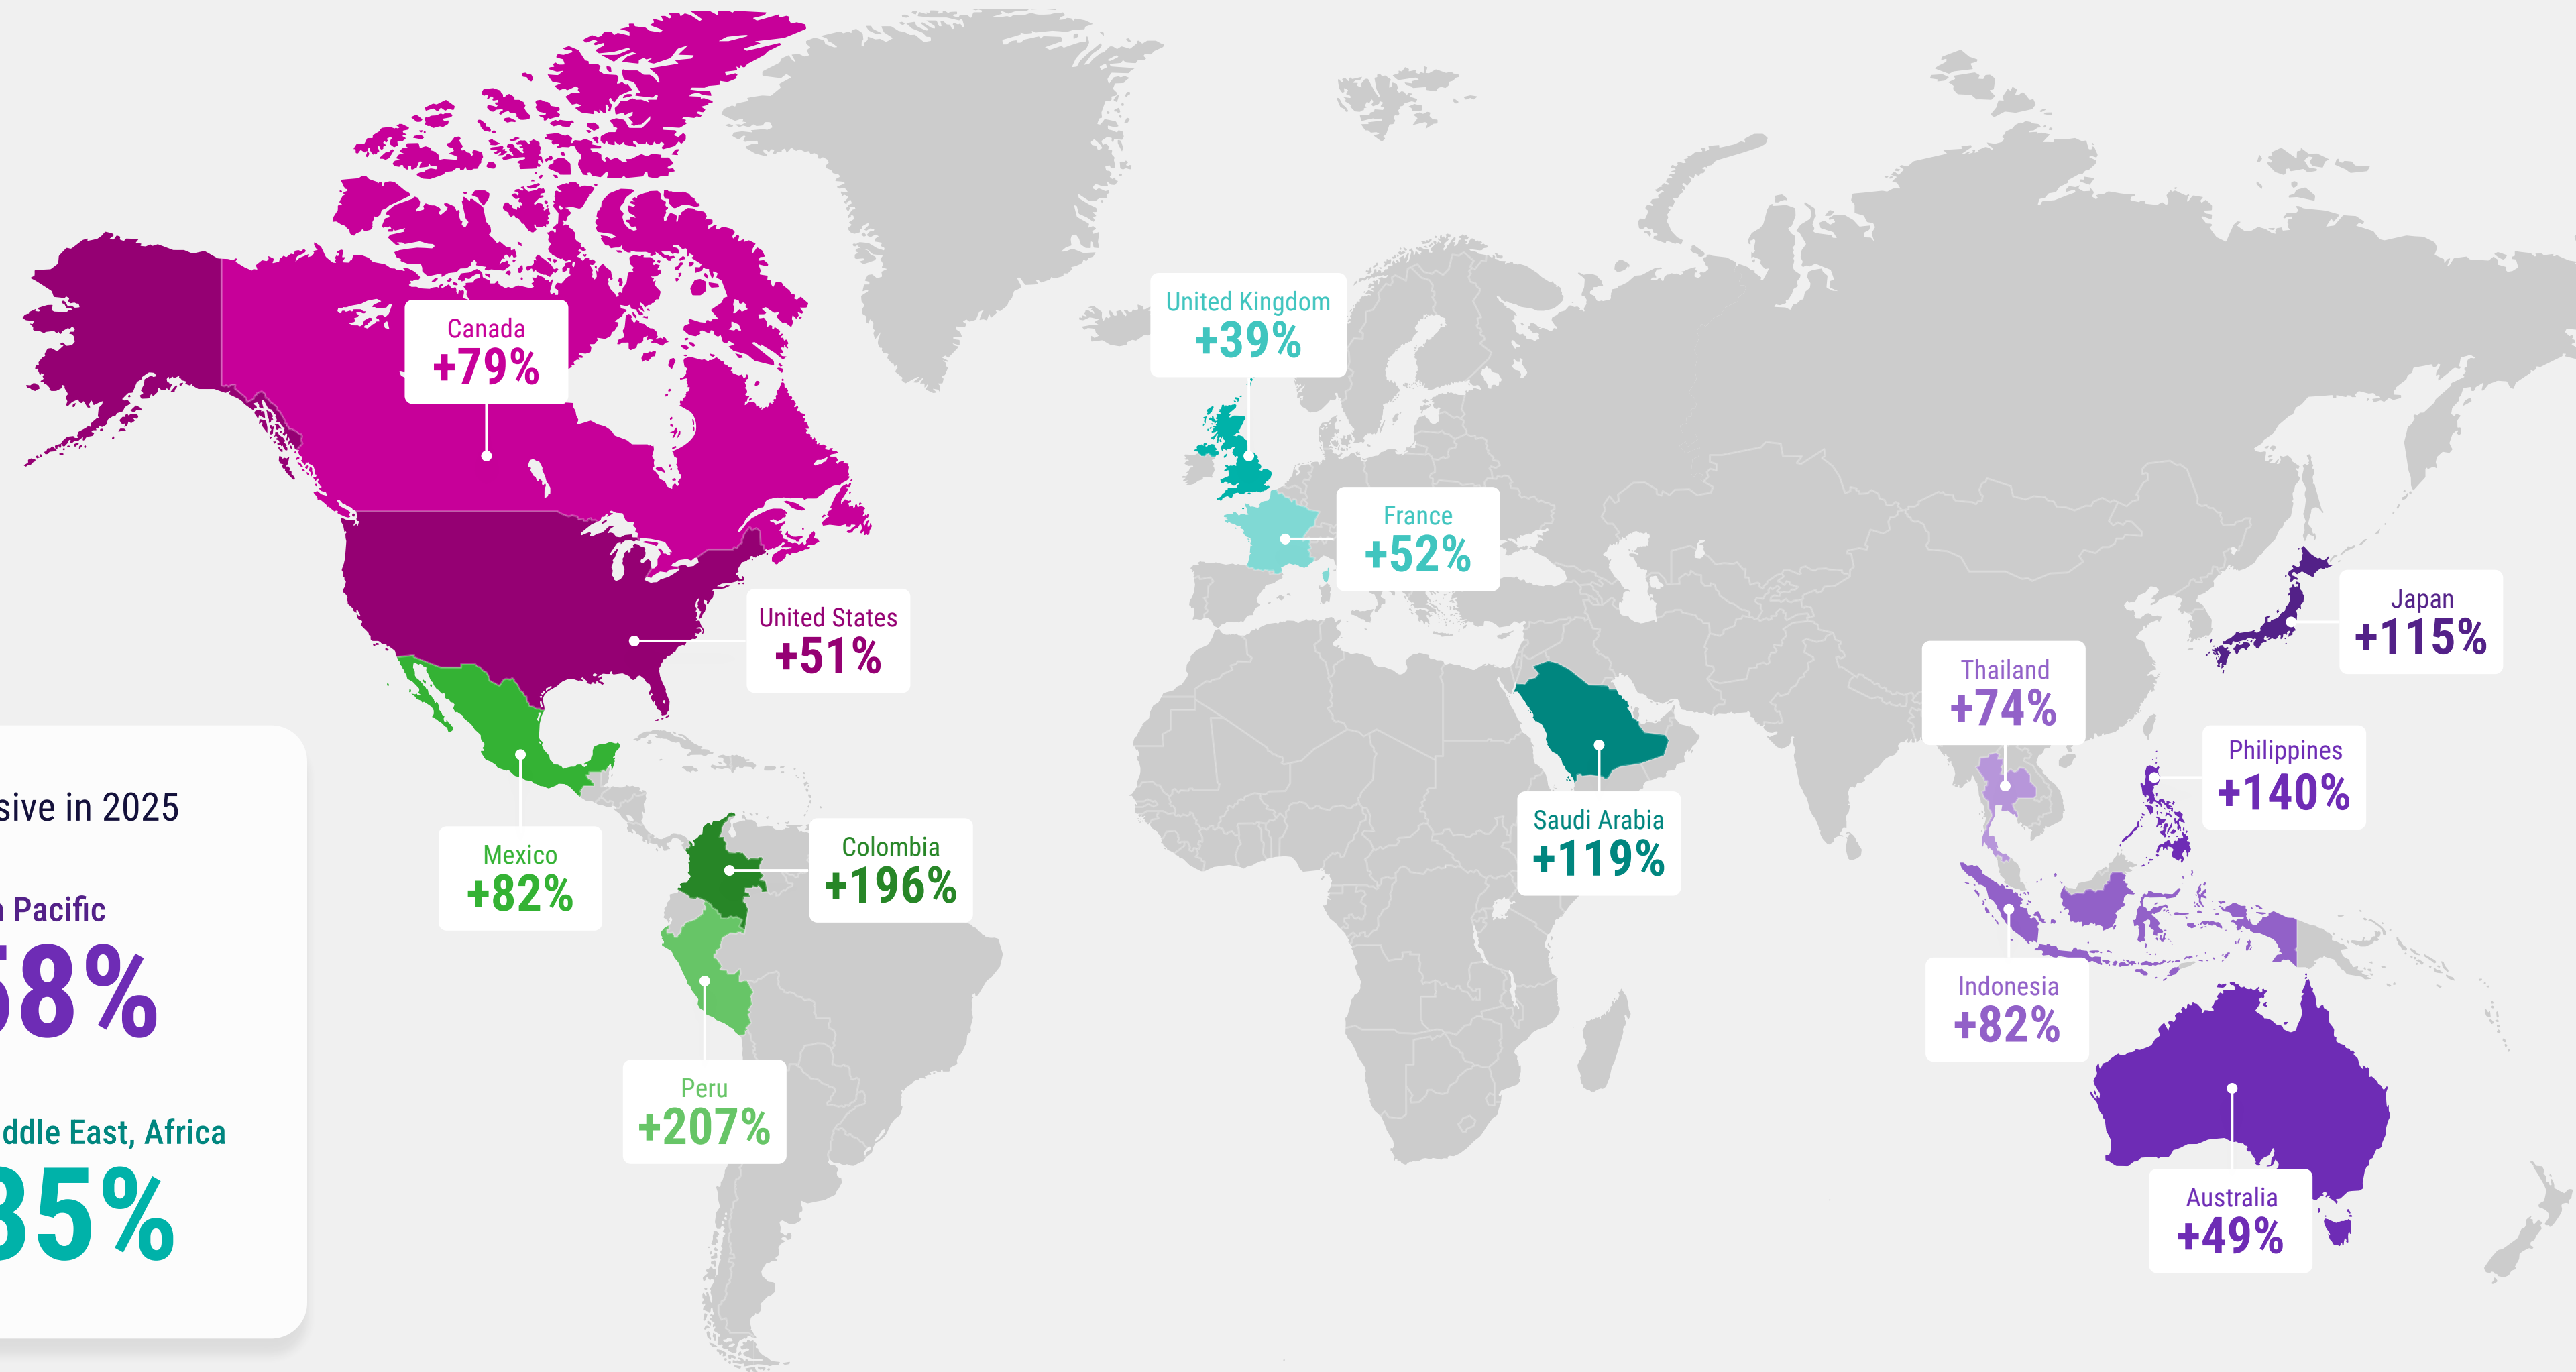 Canada
+79%
United Kingdom
+39%
France
+52%
United States
+51%
Japan
+115%
Thailand
+74%
Philippines
+140%
Mexico
+82%
Colombia
+196%
Saudi Arabia
+119%
Indonesia
+82%
Peru
+207%
Australia
+49%
sive in 2025
Pacific
8%
ddle East, Africa
35%